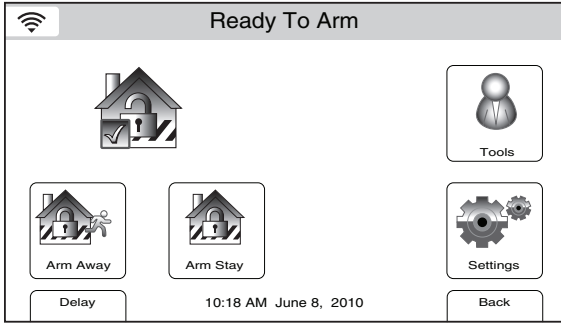 Ready To Arm
Tools
Arm Away
Arm Stay
Settings
Delay
10:18 AM June 8, 2010
Back